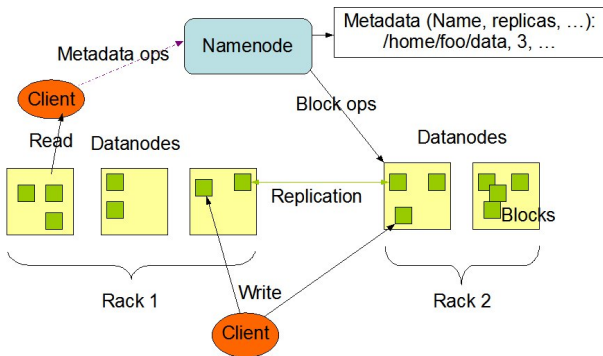 Metadata (Name, replicas, …):
/home/foo/data, 3, …
Namenode
Metadata ops
Client
Block ops
Read
Datanodes
Datanodes
Replication
Blocks
Rack 1
Write
Rack 2
Client